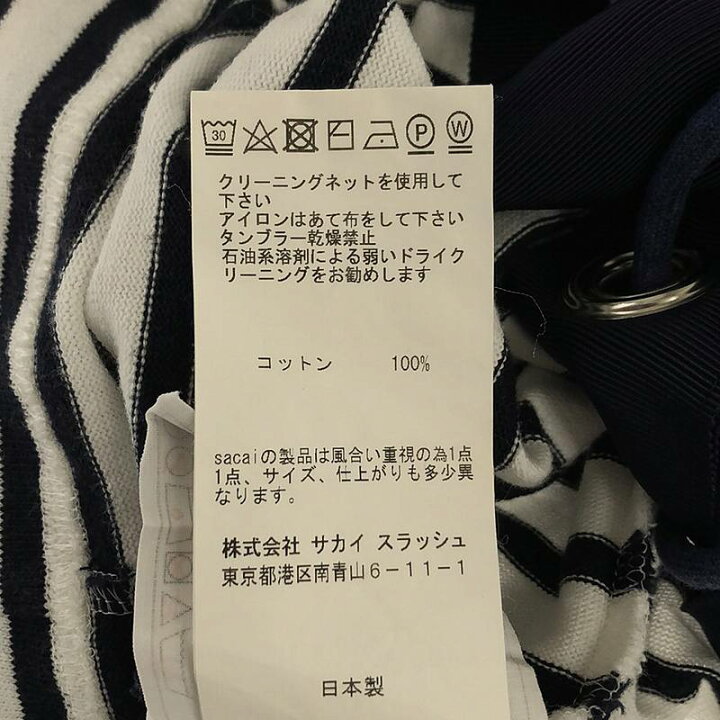 30 P W
クリーニングネットを使用して
下さい
アイロンはあて布をして下さい
タンブラー乾燥禁止
石油系溶剤による弱いドライク
リーニングをお勧めします
コットン 100%
sacaiの製品は風合い重視の為1点
1点、サイズ、仕上がりも多少異
なります。
株式会社 サカイ スラッシュ
東京都港区南青山6-11-1
日本製